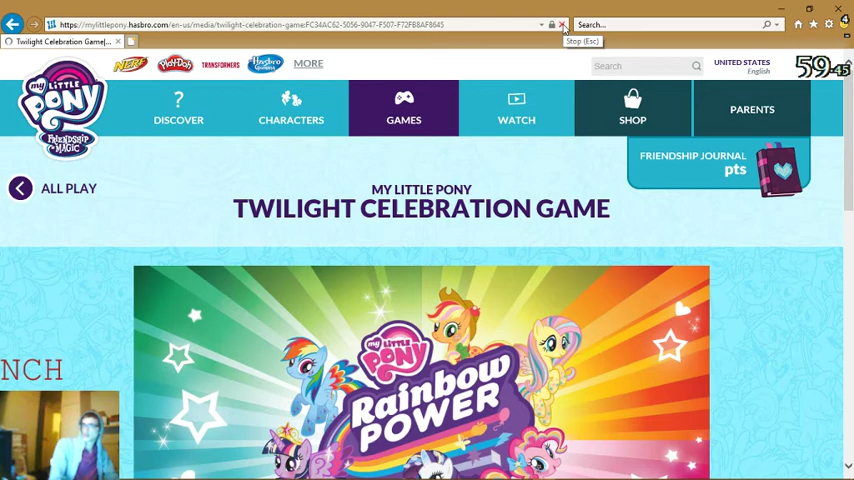 4
https://mylittlepony.hasbro.com/en-us/media/twilight-celebration-game:FC34AC62-5056-9047-F507-F72FB8AF8645
Search...
Twilight Celebration Game|...
Stop (Esc)
NERF
PLAY-DOH
TRANSFORMERS
Hasbro Gaming
MORE
Search
UNITED STATES
English
59:45
MY LITTLE PONY
FRIENDSHIP IS MAGIC
?
DISCOVER
CHARACTERS
GAMES
WATCH
SHOP
PARENTS
FRIENDSHIP JOURNAL
pts
ALL PLAY
MY LITTLE PONY
TWILIGHT CELEBRATION GAME
my LITTLE PONY
Rainbow
POWER
NCH